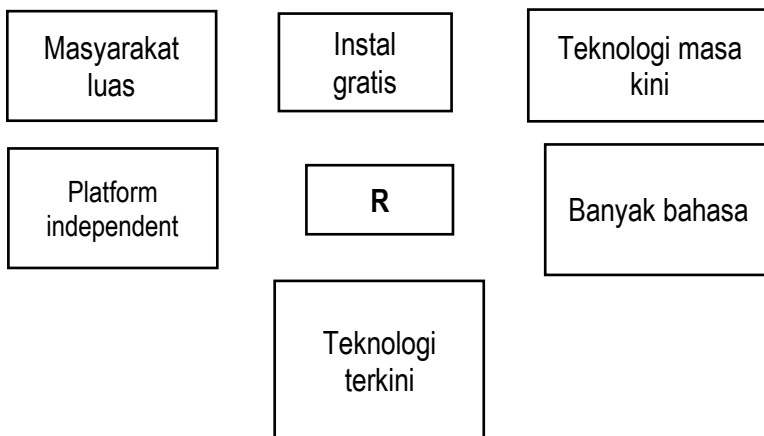 Masyarakat
luas
Instal
gratis
Teknologi masa
kini
Platform
independent
R
Banyak bahasa
Teknologi
terkini